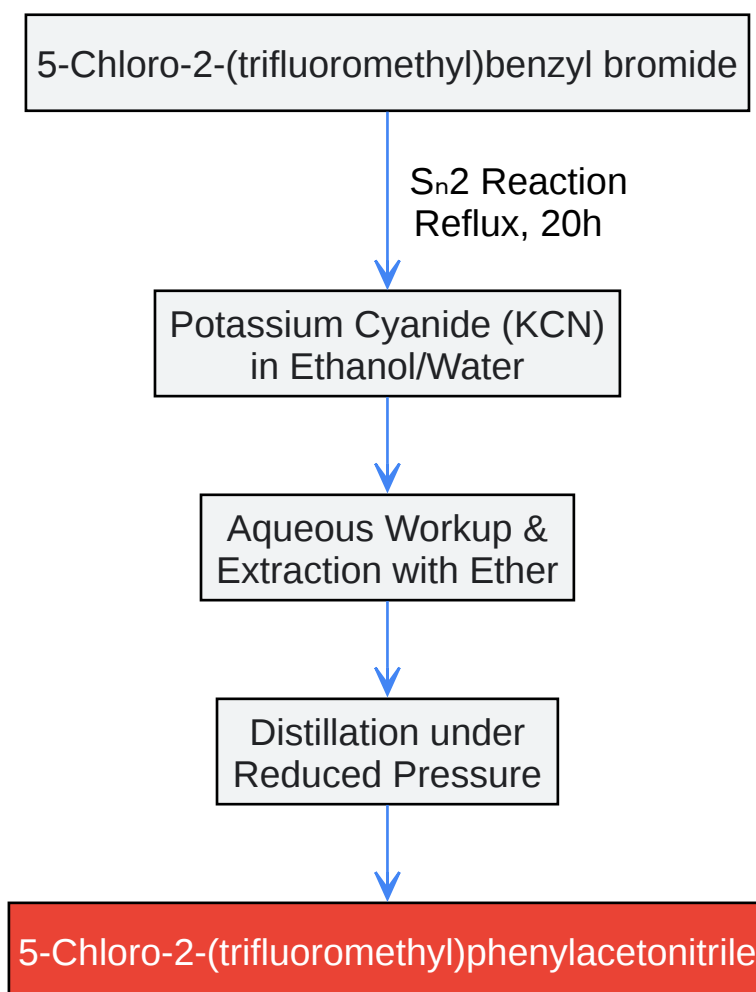 5-Chloro-2-(trifluoromethyl)benzyl bromide
Sₙ2 Reaction
Reflux, 20h
Potassium Cyanide (KCN)
in Ethanol/Water
Aqueous Workup &
Extraction with Ether
Distillation under
Reduced Pressure
5-Chloro-2-(trifluoromethyl)phenylacetonitrile